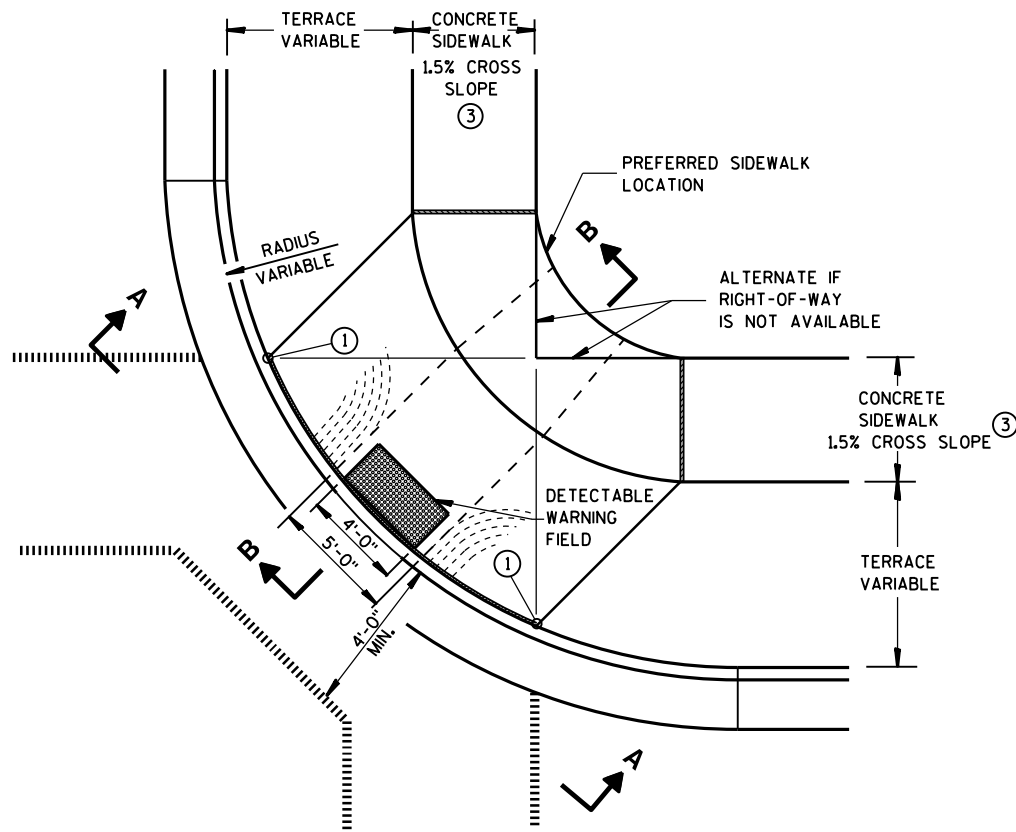 TERRACE
VARIABLE
CONCRETE
SIDEWALK
1.5% CROSS
SLOPE
3
PREFERRED SIDEWALK
LOCATION
B
RADIUS
VARIABLE
A
ALTERNATE IF
RIGHT-OF-WAY
IS NOT AVAILABLE
1
CONCRETE
SIDEWALK
1.5% CROSS SLOPE
3
DETECTABLE
WARNING
FIELD
4'-0"
5'-0"
B
1
4'-0"
MIN.
TERRACE
VARIABLE
A